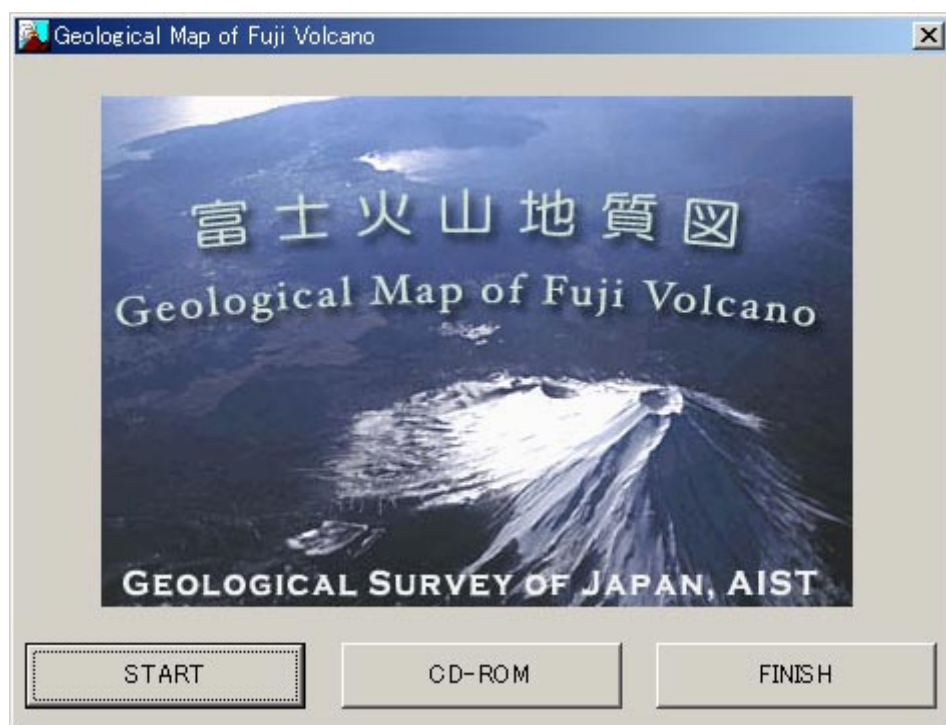 Geological Map of Fuji Volcano
富士火山地質図
Geological Map of Fuji Volcano
GEOLOGICAL SURVEY OF JAPAN, AIST
START
CD-ROM
FINISH